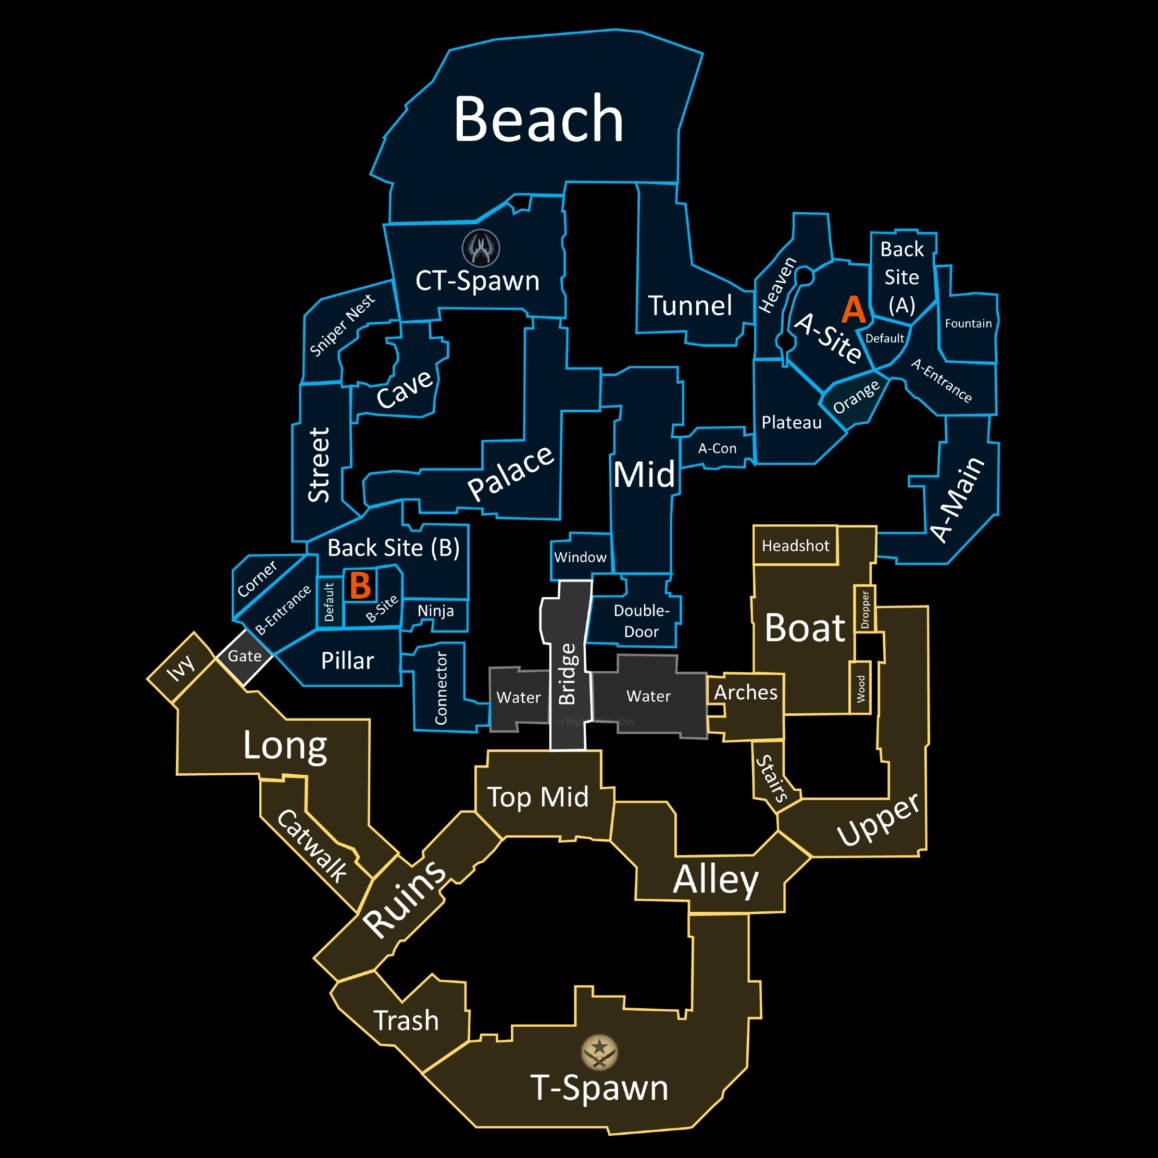 Beach
CT-Spawn
Tunnel
Heaven
Back
Site
(A)
A
A-Site
Default
Fountain
A-Entrance
Orange
Plateau
Sniper Nest
Cave
Street
Palace
Mid
A-Con
A-Main
Back Site (B)
Window
Headshot
Corner
B-Entrance
Default
B
B-Site
Ninja
Double-
Door
Boat
Dropper
Wood
Ivy
Gate
Pillar
Connector
Water
Bridge
Water
Arches
Long
Top Mid
Stairs
Upper
Catwalk
Ruins
Alley
Trash
T-Spawn